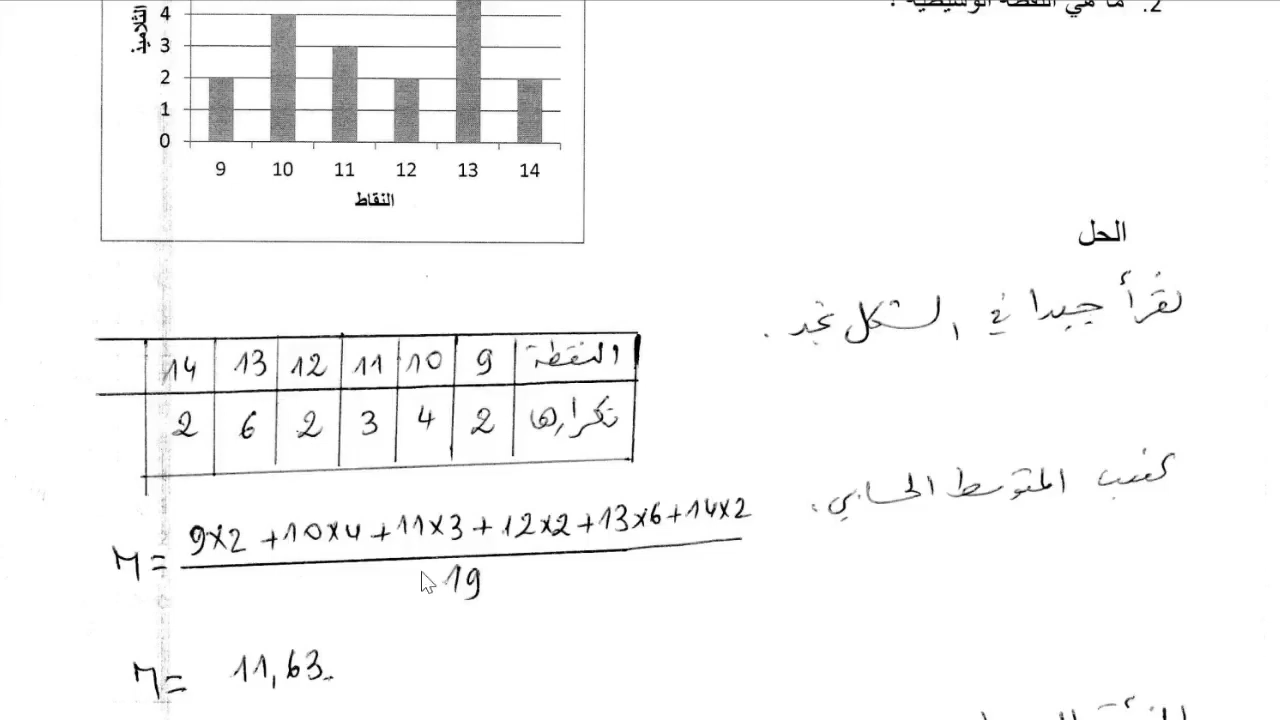 2. ما هي النقطة الوسيطية ؟
التلاميذ
4
3
2
1
0
9 10 11 12 13 14
النقاط
الحل
نقرأ جيدا في الشكل نجد .
النقطة 9 10 11 12 13 14
تكرارها 2 4 3 2 6 2
المتوسط الحسابي .
M = 9x2 + 10x4 + 11x3 + 12x2 + 13x6 + 14x2
19
M = 11,63.